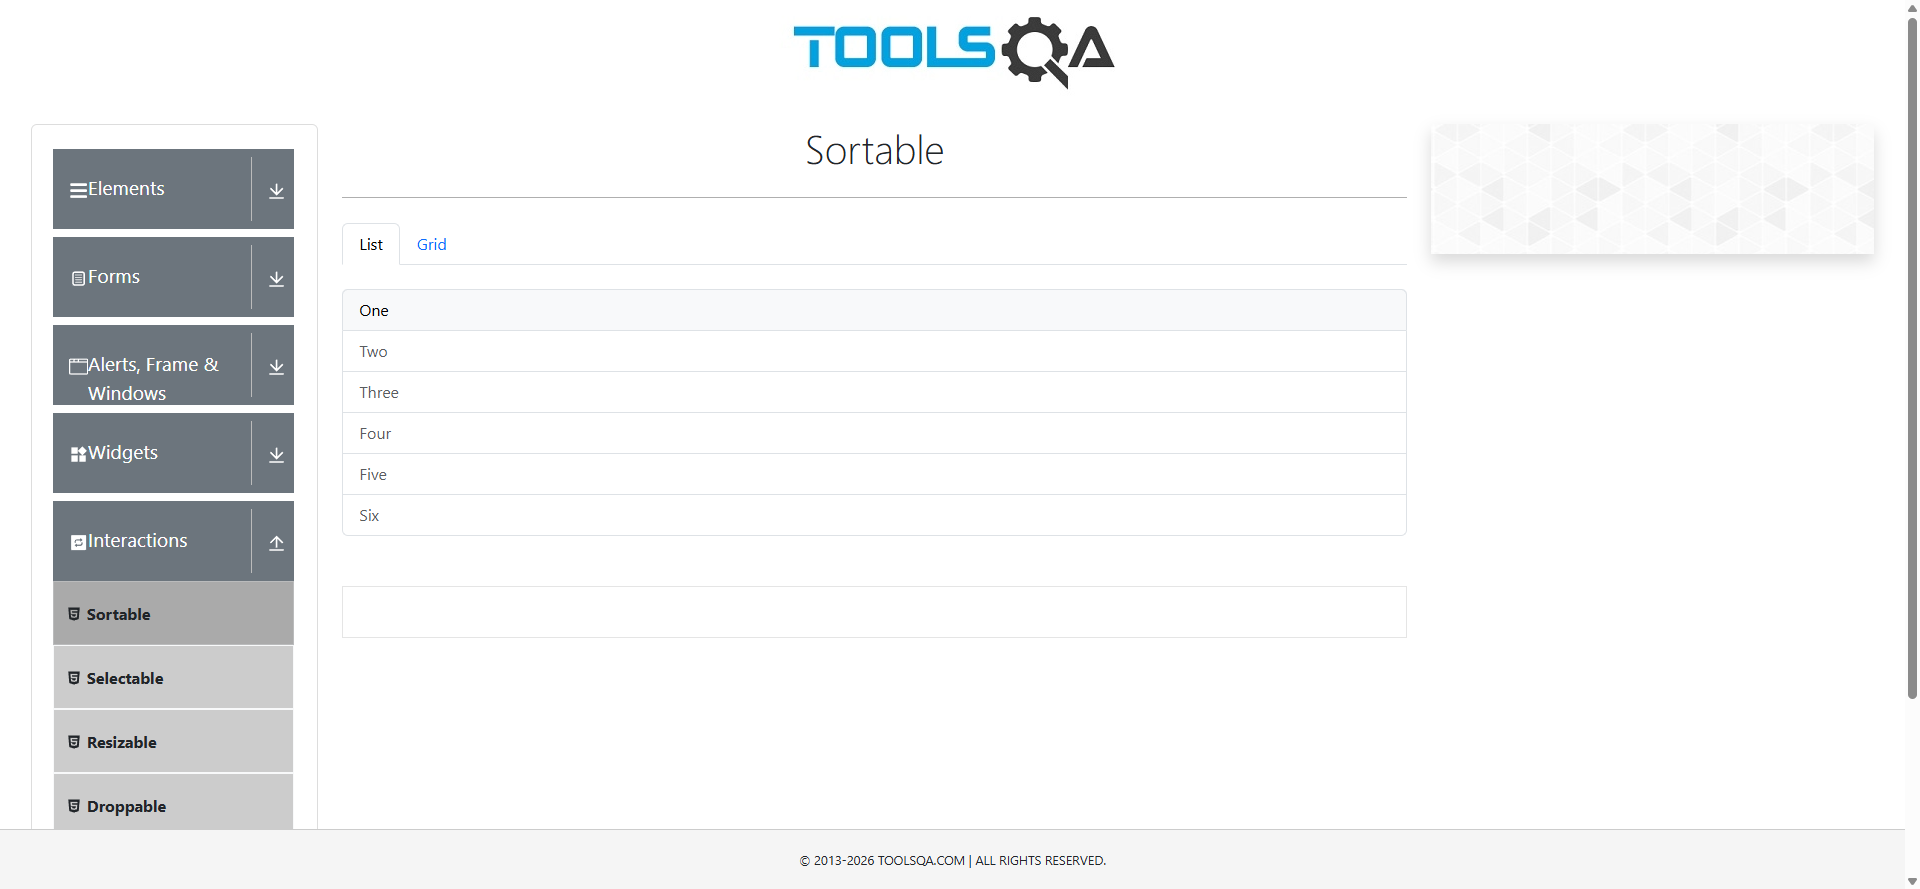 TOOLSQA
Elements
Forms
Alerts, Frame &
Windows
Widgets
Interactions
Sortable
Selectable
Resizable
Droppable
Sortable
List
Grid
One
Two
Three
Four
Five
Six
© 2013-2026 TOOLSQA.COM | ALL RIGHTS RESERVED.